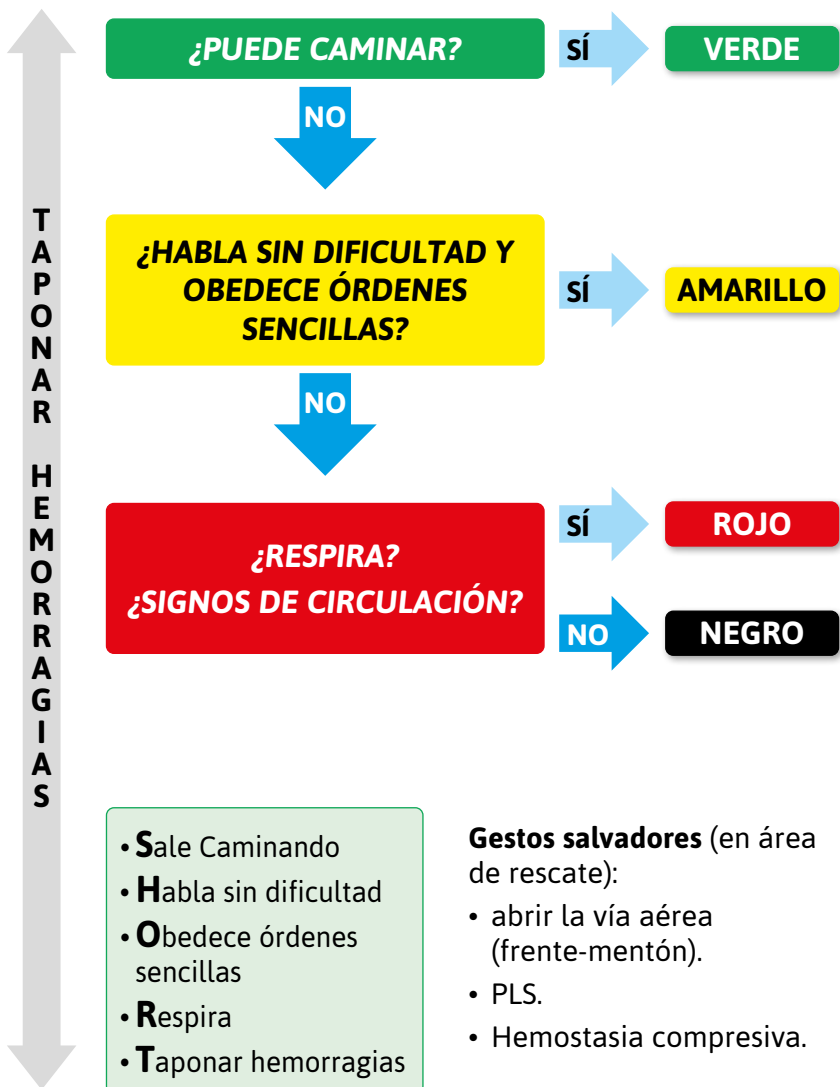 ¿PUEDE CAMINAR?
SÍ
VERDE
NO
TAPONAR HEMORRAGIAS
¿HABLA SIN DIFICULTAD Y
OBEDECE ÓRDENES
SENCILLAS?
SÍ
AMARILLO
NO
¿RESPIRA?
¿SIGNOS DE CIRCULACIÓN?
SÍ
ROJO
NO
NEGRO
• Sale Caminando
• Habla sin dificultad
• Obedece órdenes
sencillas
• Respira
• Taponar hemorragias
Gestos salvadores (en área
de rescate):
• abrir la vía aérea
(frente-mentón).
• PLS.
• Hemostasia compresiva.